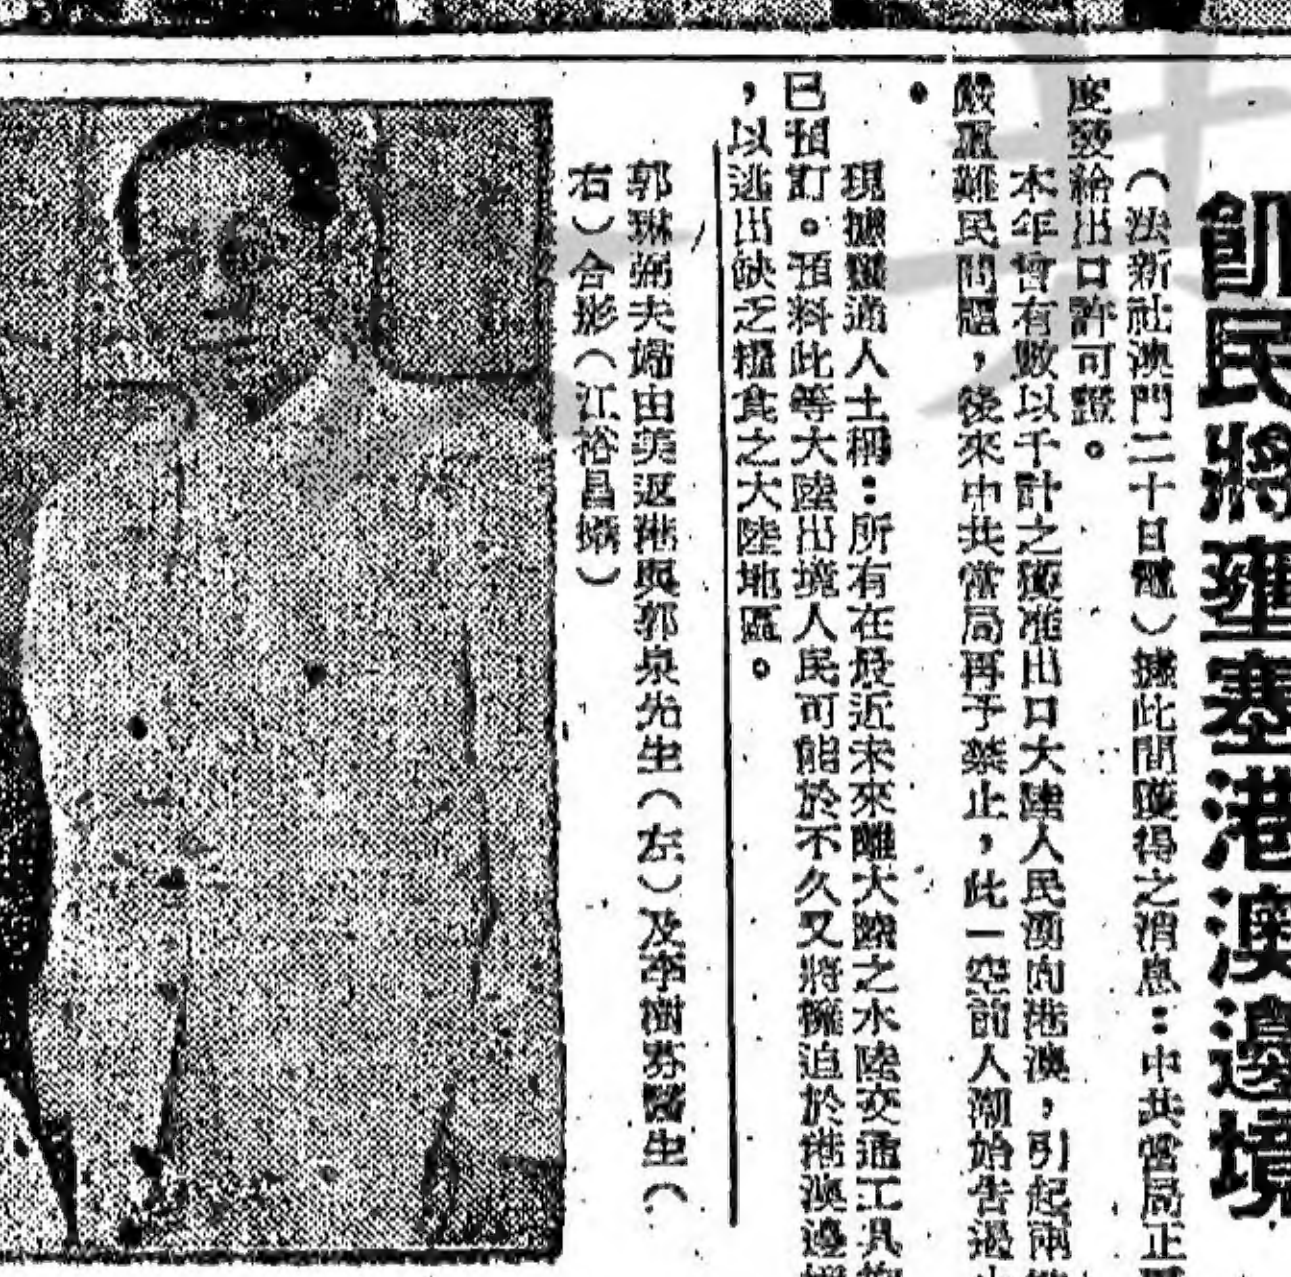 飢民將壅塞港澳邊境
（法新社澳門二十日電）據此間獲得之消息：中共當局正
度發給出口許可證。
本年曾有數以千計之獲准出口大陸人民湧向港澳，引起兩
嚴重難民問題，後來中共當局再予禁止，此一空前人潮始告遏
。
現據靈通人士稱：所有在最近未來離大陸之水陸交通工具
已預訂。預料此等大陸出境人民可能於不久又將擁迫於港澳邊
，以逃出缺乏糧食之大陸地區。
郭琳弼夫婦由美返港與郭泉先生（左）及李樹芬醫生（
右）合影（江裕昌攝）